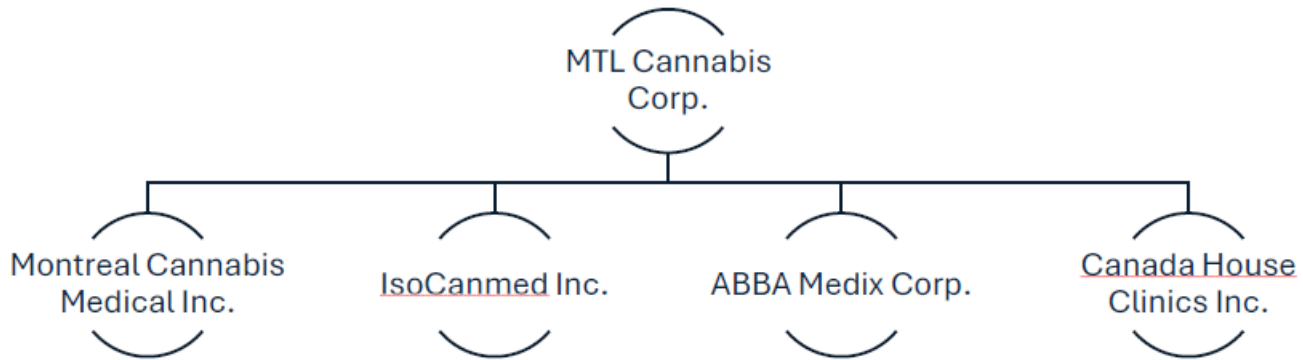 MTL Cannabis
Corp.
Montreal Cannabis
Medical Inc.
IsoCanmed Inc.
ABBA Medix Corp.
Canada House
Clinics Inc.